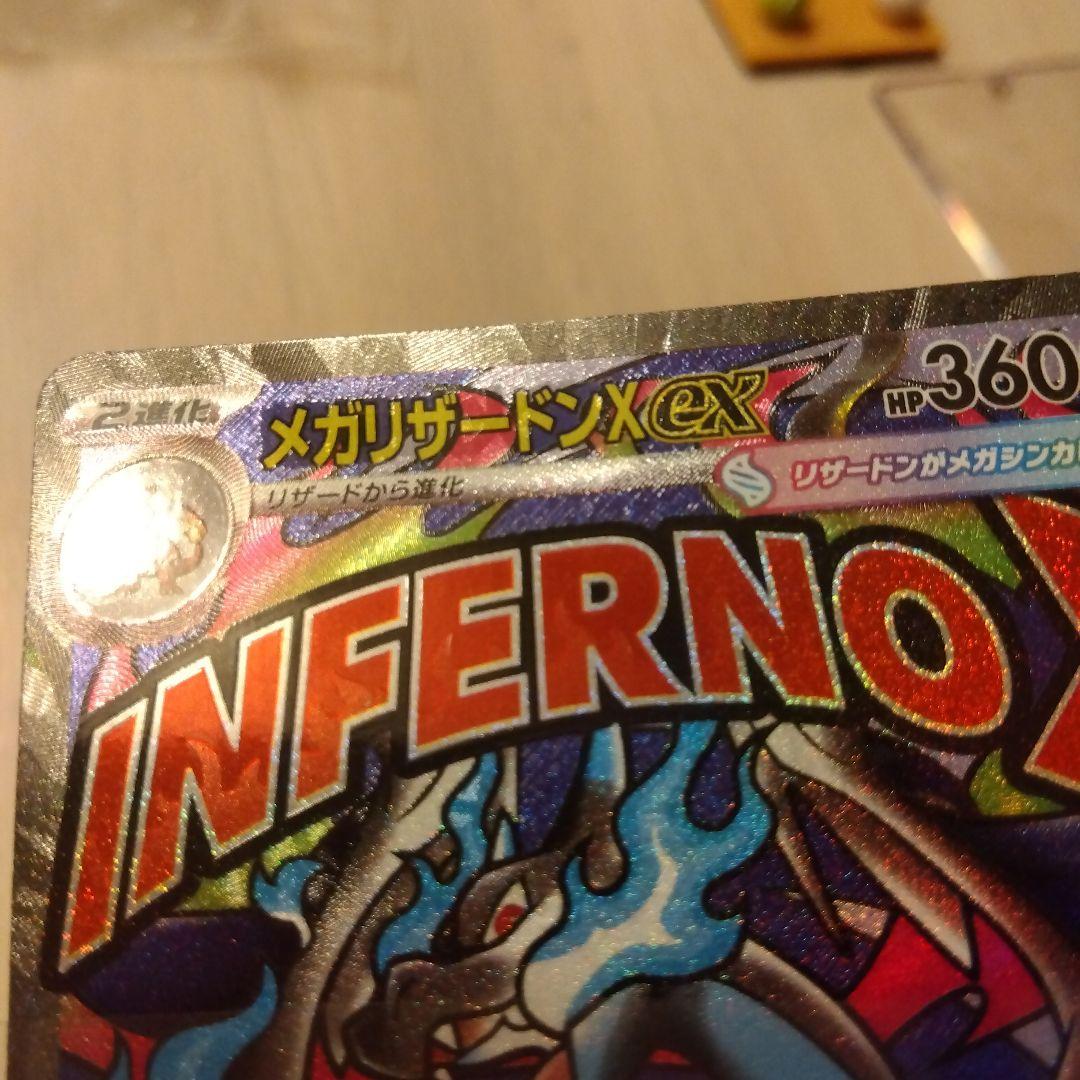 2進化
メガリザードンXex
HP360
リザードから進化
リザードンがメガシンカ
INFERNO